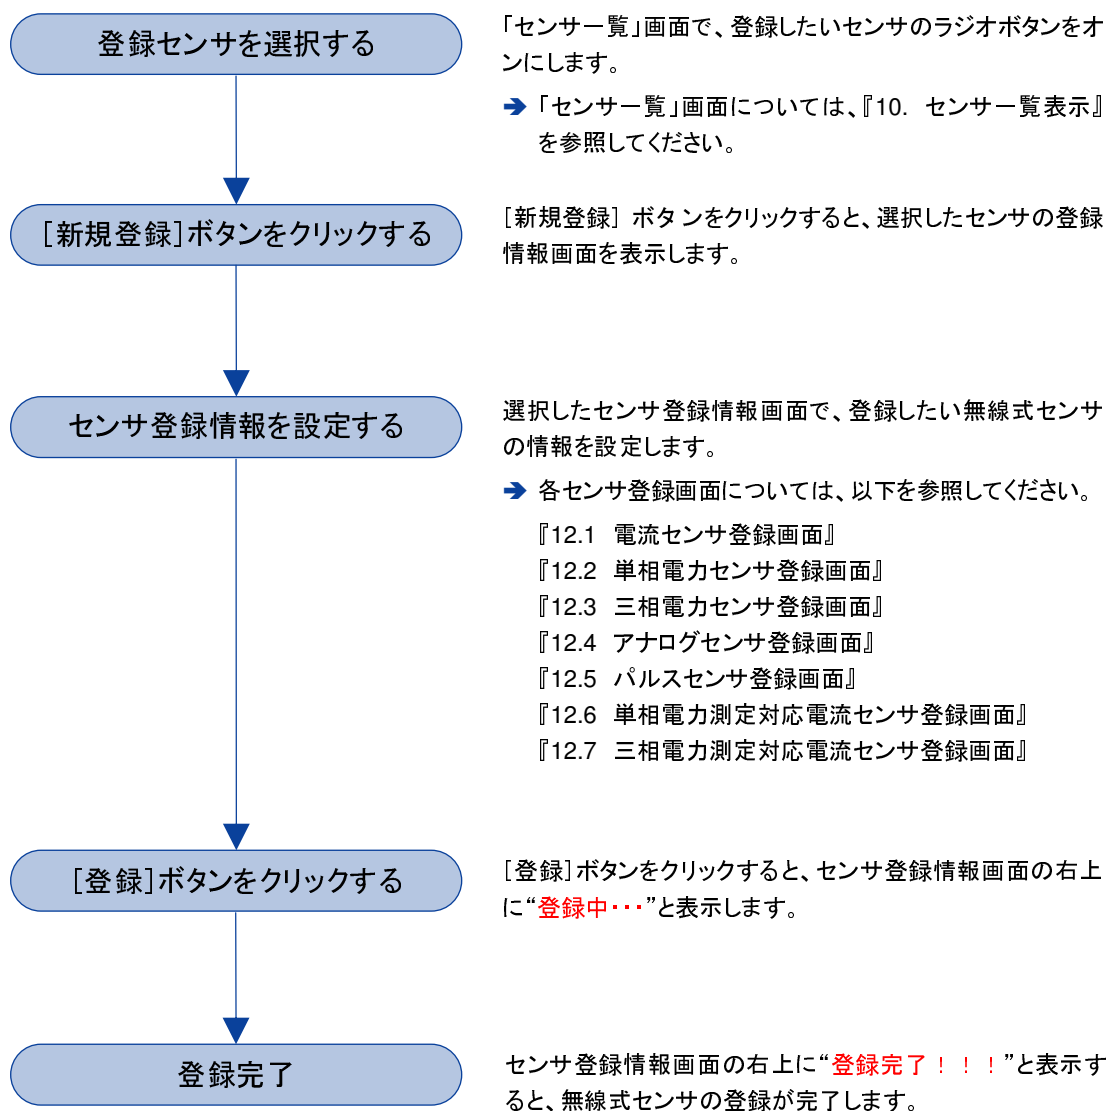 登録センサを選択する
「センサ一覧」画面で、登録したいセンサのラジオボタンをオ
ンにします。
➔ 「センサ一覧」画面については、『10. センサ一覧表示』
を参照してください。
[新規登録]ボタンをクリックする
[新規登録] ボタンをクリックすると、選択したセンサの登録
情報画面を表示します。
センサ登録情報を設定する
選択したセンサ登録情報画面で、登録したい無線式センサ
の情報を設定します。
➔ 各センサ登録画面については、以下を参照してください。
『12.1 電流センサ登録画面』
『12.2 単相電力センサ登録画面』
『12.3 三相電力センサ登録画面』
『12.4 アナログセンサ登録画面』
『12.5 パルスセンサ登録画面』
『12.6 単相電力測定対応電流センサ登録画面』
『12.7 三相電力測定対応電流センサ登録画面』
[登録]ボタンをクリックする
[登録]ボタンをクリックすると、センサ登録情報画面の右上
に“登録中・・・”と表示します。
登録完了
センサ登録情報画面の右上に“登録完了！！！”と表示す
ると、無線式センサの登録が完了します。